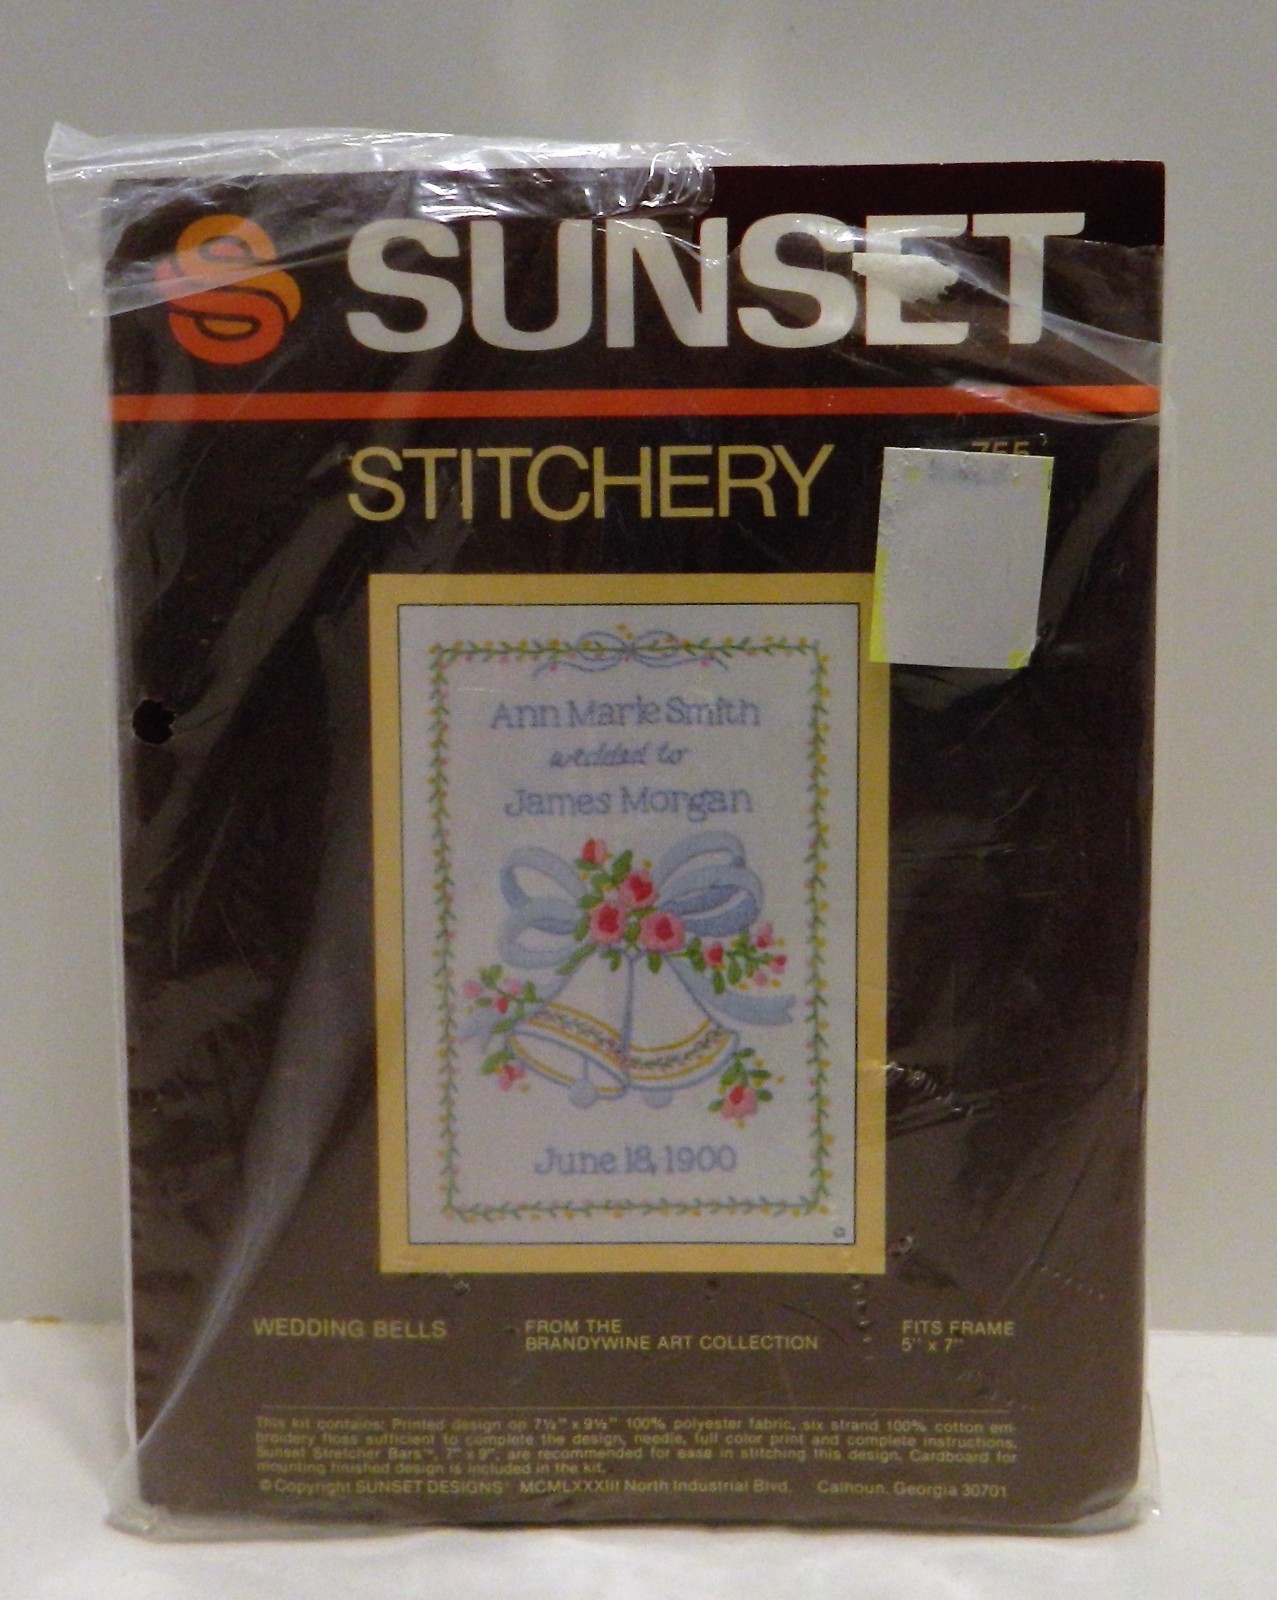 SUNSET
STITCHERY
755
Ann Marie Smith
wedded to
James Morgan
June 18, 1900
WEDDING BELLS
FROM THE
BRANDYWINE ART COLLECTION
FITS FRAME
5" x 7"
This kit contains: Printed design on 7½" x 9½" 100% polyester fabric, six strand 100% cotton em-
broidery floss sufficient to complete the design, needle, full color print and complete instructions.
Sunset Stretcher Bars™, 7" x 9", are recommended for ease in stitching this design. Cardboard for
mounting finished design is included in the kit.
© Copyright SUNSET DESIGNS MCMLXXXIII North Industrial Blvd. Calhoun, Georgia 30701